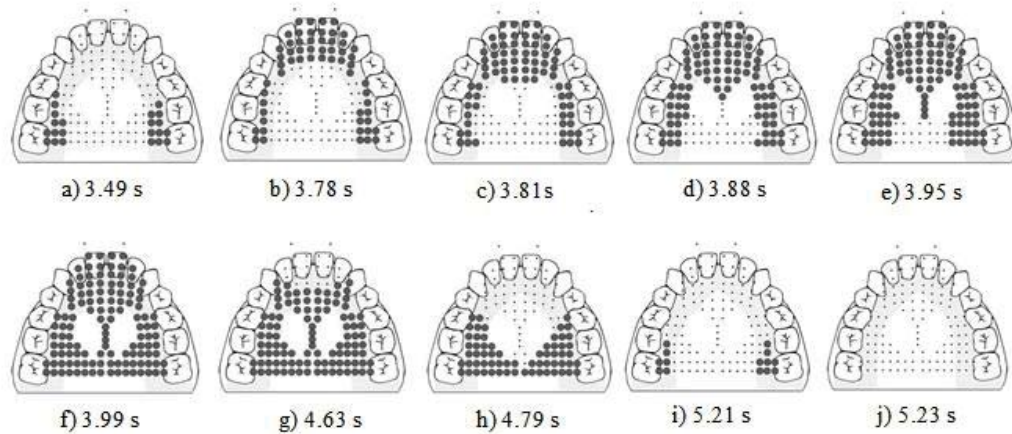 a) 3.49 s
b) 3.78 s
c) 3.81s
d) 3.88 s
e) 3.95 s
f) 3.99 s
g) 4.63 s
h) 4.79 s
i) 5.21 s
j) 5.23 s